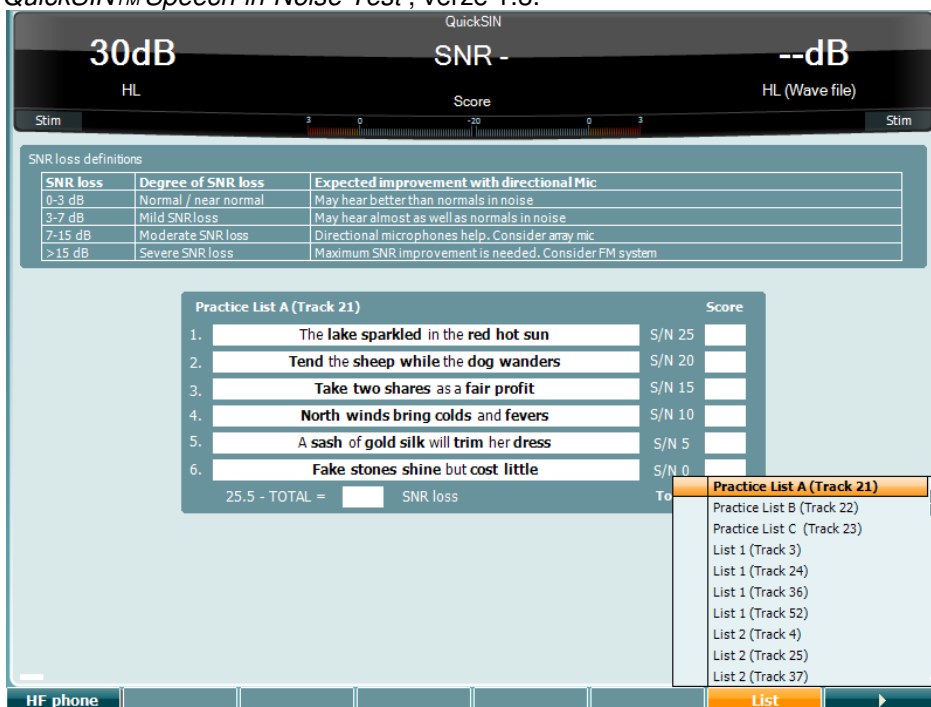 QuickSINTM Speech in Noise Test", verze 1.3.
QuickSIN
30dB SNR - --dB
HL HL (Wave file)
Score
Stim 3 0 -20 0 3 Stim
SNR loss definitions
SNR loss Degree of SNR loss Expected improvement with directional Mic
0-3 dB Normal / near normal May hear better than normals in noise
3-7 dB Mild SNR loss May hear almost as well as normals in noise
7-15 dB Moderate SNR loss Directional microphones help. Consider array mic
>15 dB Severe SNR loss Maximum SNR improvement is needed. Consider FM system
Practice List A (Track 21) Score
1. The lake sparkled in the red hot sun S/N 25
2. Tend the sheep while the dog wanders S/N 20
3. Take two shares as a fair profit S/N 15
4. North winds bring colds and fevers S/N 10
5. A sash of gold silk will trim her dress S/N 5
6. Fake stones shine but cost little S/N 0
25.5 - TOTAL = SNR loss To
Practice List A (Track 21)
Practice List B (Track 22)
Practice List C (Track 23)
List 1 (Track 3)
List 1 (Track 24)
List 1 (Track 36)
List 1 (Track 52)
List 2 (Track 4)
List 2 (Track 25)
List 2 (Track 37)
HF phone List